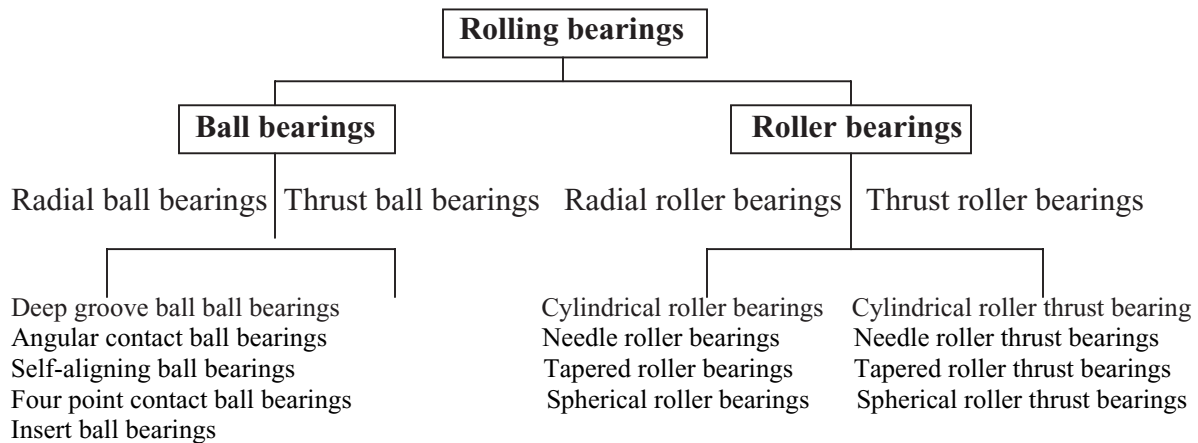 Rolling bearings
Ball bearings
Roller bearings
Radial ball bearings
Thrust ball bearings
Radial roller bearings
Thrust roller bearings
Deep groove ball ball bearings
Angular contact ball bearings
Self-aligning ball bearings
Four point contact ball bearings
Insert ball bearings
Cylindrical roller bearings
Needle roller bearings
Tapered roller bearings
Spherical roller bearings
Cylindrical roller thrust bearing
Needle roller thrust bearings
Tapered roller thrust bearings
Spherical roller thrust bearings